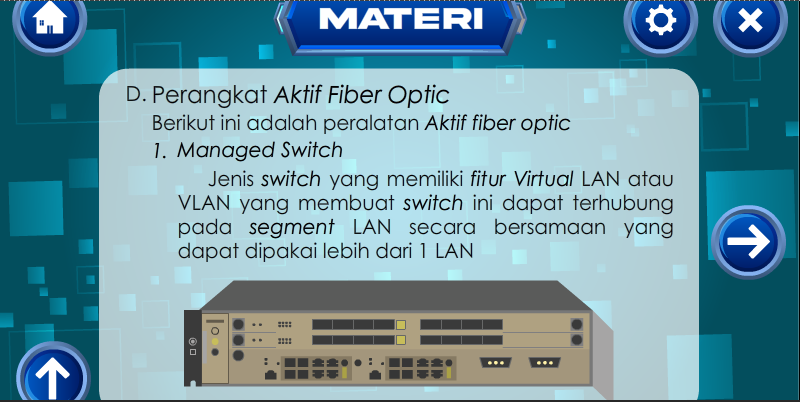 MATERI
D. Perangkat Aktif Fiber Optic
Berikut ini adalah peralatan Aktif fiber optic
1. Managed Switch
Jenis switch yang memiliki fitur Virtual LAN atau
VLAN yang membuat switch ini dapat terhubung
pada segment LAN secara bersamaan yang
dapat dipakai lebih dari 1 LAN